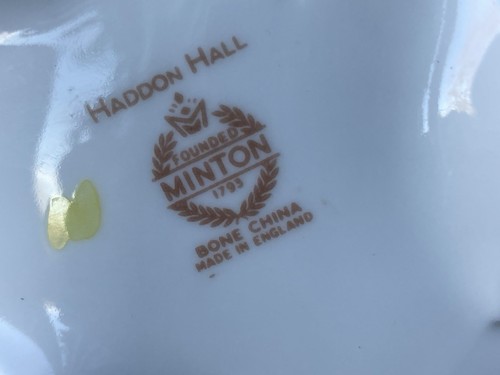 HADDON HALL
FOUNDED
MINTON
1793
BONE CHINA
MADE IN ENGLAND